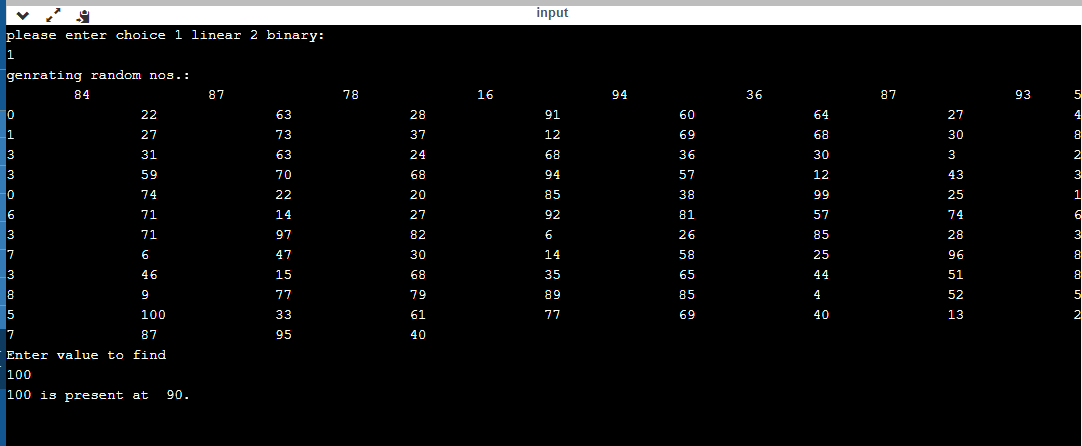 input
please enter choice 1 linear 2 binary:
1
genrating random nos.:
84 87 78 16 94 36 87 93 5
0 22 63 28 91 60 64 27 4
1 27 73 37 12 69 68 30 8
3 31 63 24 68 36 30 3 2
3 59 70 68 94 57 12 43 3
0 74 22 20 85 38 99 25 1
6 71 14 27 92 81 57 74 6
3 71 97 82 6 26 85 28 3
7 6 47 30 14 58 25 96 8
3 46 15 68 35 65 44 51 8
8 9 77 79 89 85 4 52 5
5 100 33 61 77 69 40 13 2
7 87 95 40
Enter value to find
100
100 is present at 90.